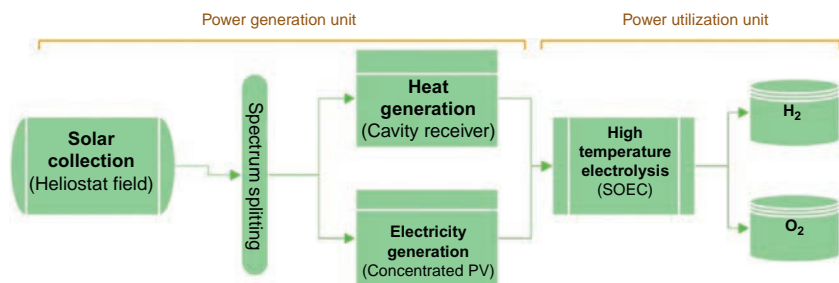 Power generation unit
Power utilization unit
Solar
collection
(Heliostat field)
Spectrum splitting
Heat
generation
(Cavity receiver)
Electricity
generation
(Concentrated PV)
High
temperature
electrolysis
(SOEC)
H₂
O₂